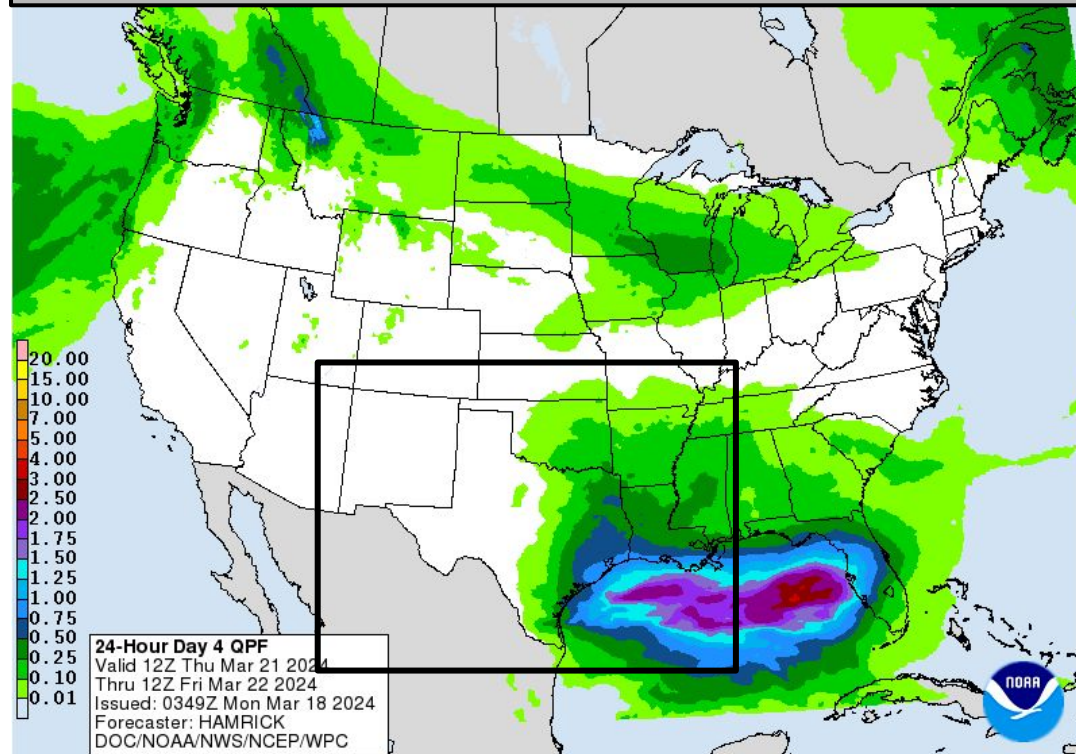 20.00
15.00
10.00
7.00
5.00
4.00
3.00
2.50
2.00
1.75
1.50
1.25
1.00
0.75
0.50
0.25
0.10
0.01
24-Hour Day 4 QPF
Valid 12Z Thu Mar 21 2024
Thru 12Z Fri Mar 22 2024
Issued: 0349Z Mon Mar 18 2024
Forecaster: HAMRICK
DOC/NOAA/NWS/NCEP/WPC
NOAA